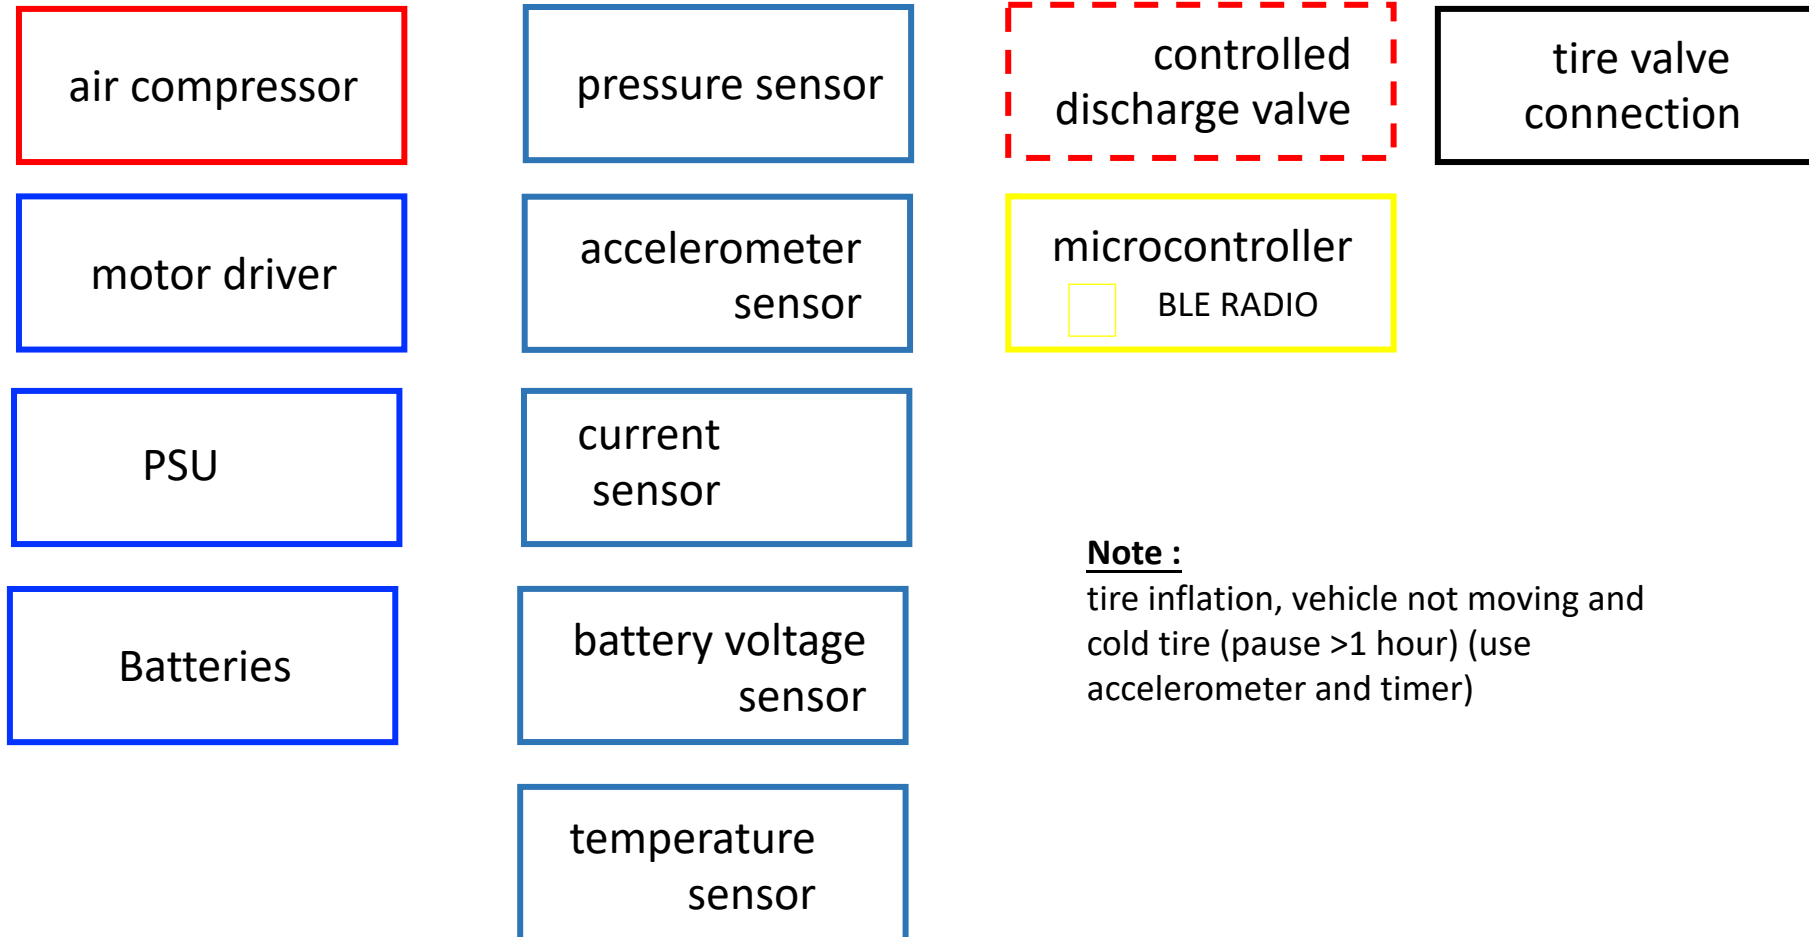 air compressor
pressure sensor
controlled
discharge valve
tire valve
connection
motor driver
accelerometer
sensor
microcontroller
BLE RADIO
PSU
current
sensor
Batteries
battery voltage
sensor
temperature
sensor
Note :
tire inflation, vehicle not moving and
cold tire (pause >1 hour) (use
accelerometer and timer)